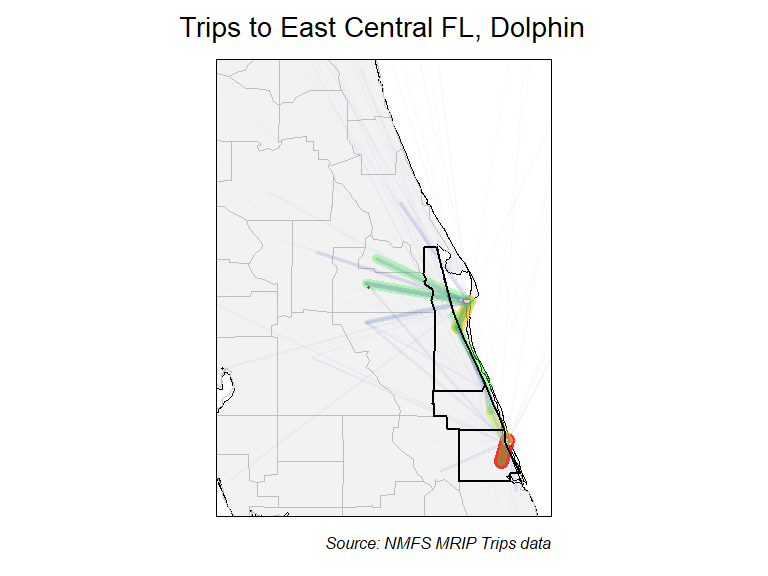 Trips to East Central FL, Dolphin
Source: NMFS MRIP Trips data